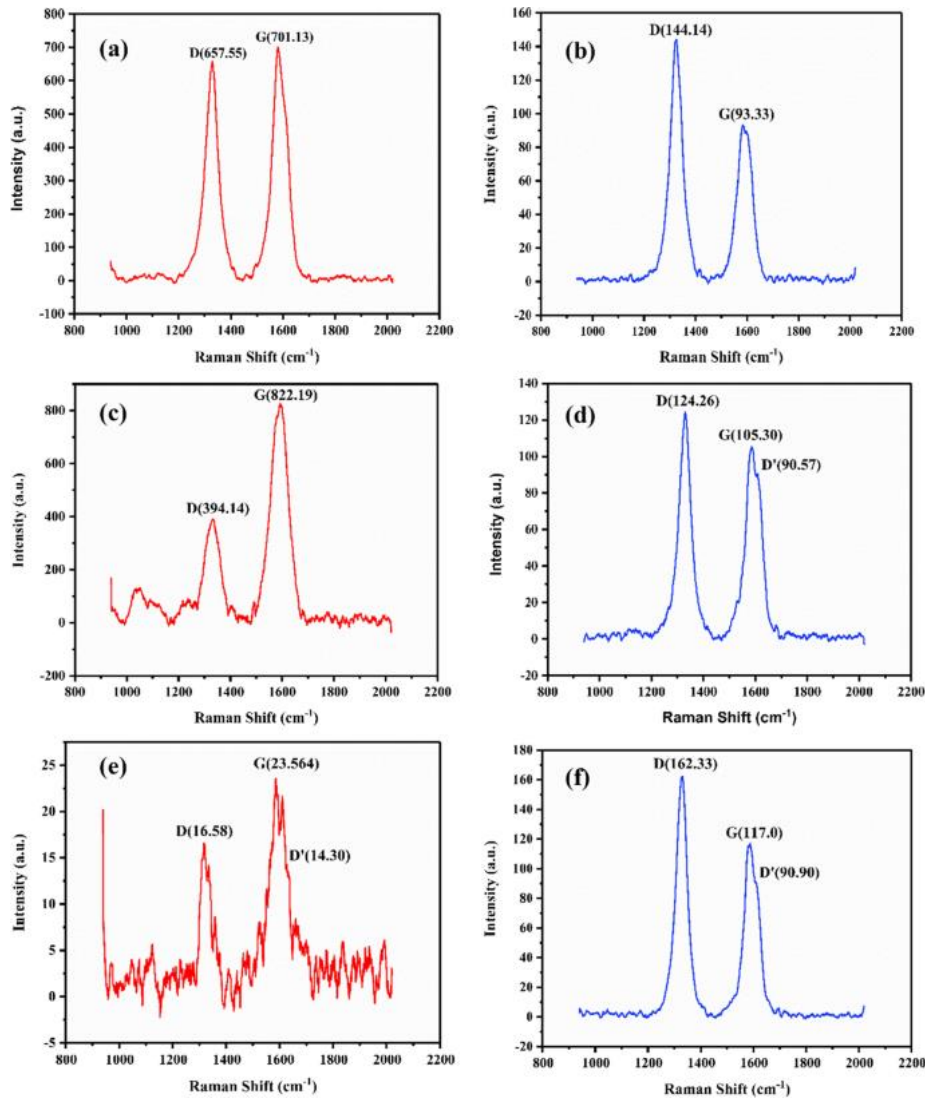 (a)
D(657.55)
G(701.13)
Intensity (a.u.)
800
700
600
500
400
300
200
100
0
-100
800 1000 1200 1400 1600 1800 2000 2200
Raman Shift (cm⁻¹)
(b)
D(144.14)
G(93.33)
Intensity (a.u.)
160
140
120
100
80
60
40
20
0
-20
800 1000 1200 1400 1600 1800 2000 2200
Raman Shift (cm⁻¹)
(c)
G(822.19)
D(394.14)
Intensity (a.u.)
800
600
400
200
0
-200
800 1000 1200 1400 1600 1800 2000 2200
Raman Shift (cm⁻¹)
(d)
D(124.26)
G(105.30)
D'(90.57)
Intensity (a.u.)
140
120
100
80
60
40
20
0
-20
800 1000 1200 1400 1600 1800 2000 2200
Raman Shift (cm⁻¹)
(e)
G(23.564)
D(16.58)
D'(14.30)
Intensity (a.u.)
25
20
15
10
5
0
-5
800 1000 1200 1400 1600 1800 2000 2200
Raman Shift (cm⁻¹)
(f)
D(162.33)
G(117.0)
D'(90.90)
Intensity (a.u.)
180
160
140
120
100
80
60
40
20
0
-20
800 1000 1200 1400 1600 1800 2000 2200
Raman Shift (cm⁻¹)